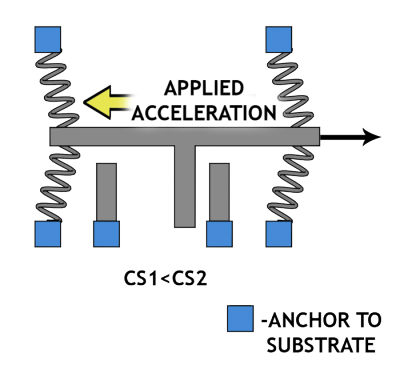 APPLIED
ACCELERATION
CS1<CS2
-ANCHOR TO
SUBSTRATE